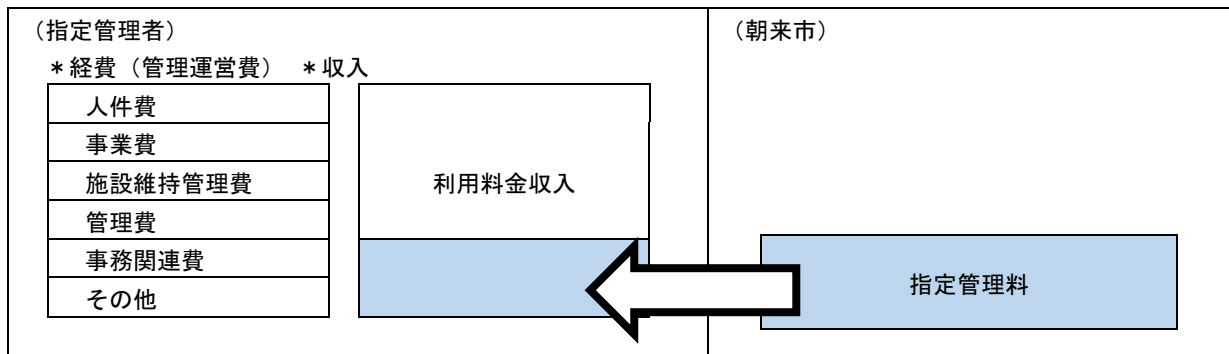 （指定管理者）
＊経費（管理運営費） ＊収入
人件費
事業費
施設維持管理費
管理費
事務関連費
その他
利用料金収入
（朝来市）
指定管理料